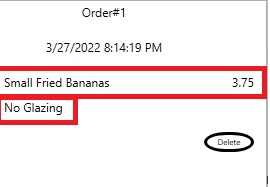 Order#1
3/27/2022 8:14:19 PM
Small Fried Bananas 3.75
No Glazing
Delete